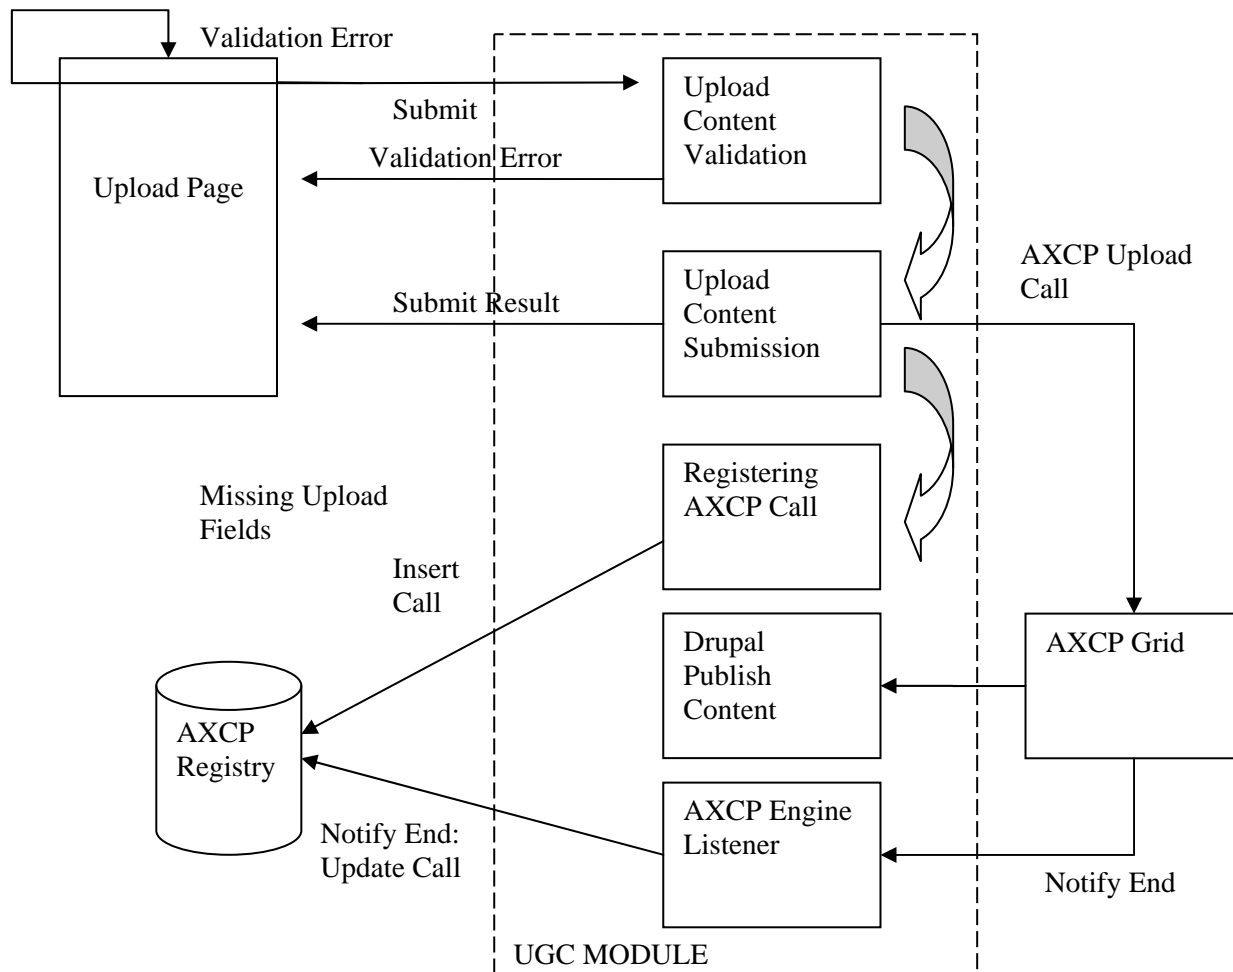 Validation Error
Submit
Validation Error
Upload Page
Upload
Content
Validation
AXCP Upload
Call
Submit Result
Upload
Content
Submission
Missing Upload
Fields
Registering
AXCP Call
Insert
Call
Drupal
Publish
Content
AXCP Grid
AXCP
Registry
Notify End:
Update Call
AXCP Engine
Listener
Notify End
UGC MODULE